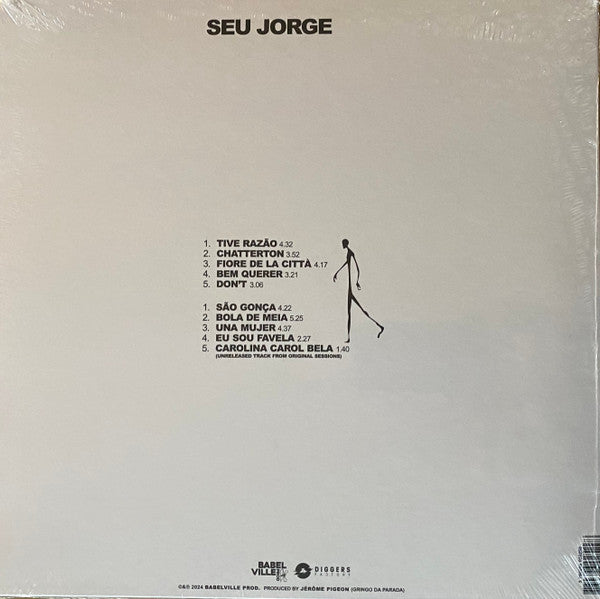 SEU JORGE
1. TIVE RAZÃO 4.32
2. CHATTERTON 3.52
3. FIORE DE LA CITTÀ 4.17
4. BEM QUERER 3.21
5. DON'T 3.06
1. SÃO GONÇA 4.22
2. BOLA DE MEIA 5.25
3. UNA MUJER 4.37
4. EU SOU FAVELA 2.27
5. CAROLINA CAROL BELA 1.40
(UNRELEASED TRACK FROM ORIGINAL SESSIONS)
BABEL
VILLE
DIGGERS
FACTORY
©&℗ 2024 BABELVILLE PROD. PRODUCED BY JÉRÔME PIGEON (GRINGO DA PARADA)